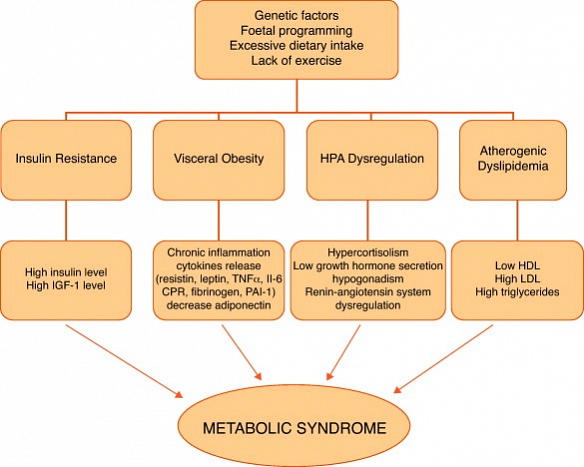 Genetic factors
Foetal programming
Excessive dietary intake
Lack of exercise
Insulin Resistance
Visceral Obesity
HPA Dysregulation
Atherogenic
Dyslipidemia
High insulin level
High IGF-1 level
Chronic inflammation
cytokines release
(resistin, leptin, TNFα, Il-6
CPR, fibrinogen, PAI-1)
decrease adiponectin
Hypercortisolism
Low growth hormone secretion
hypogonadism
Renin-angiotensin system
dysregulation
Low HDL
High LDL
High triglycerides
METABOLIC SYNDROME